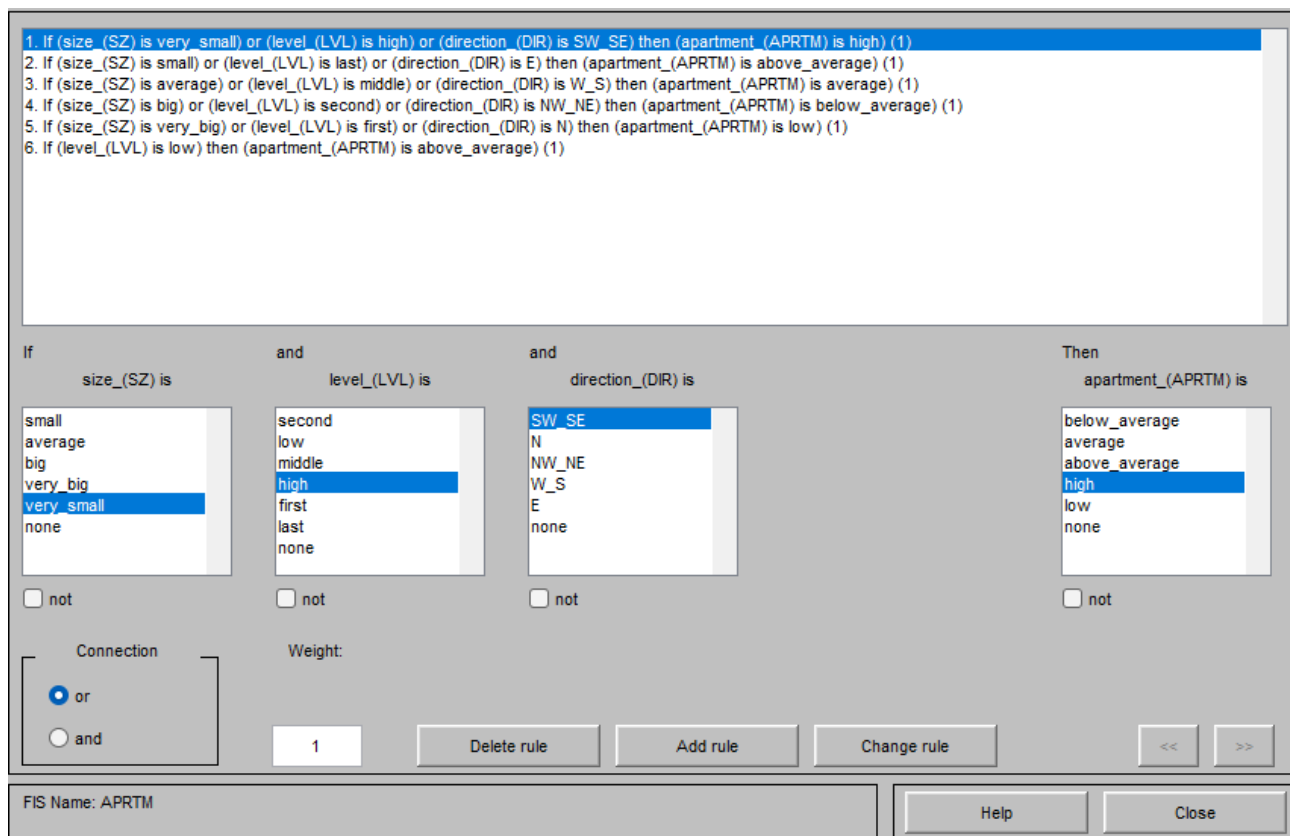 1. If (size_(SZ) is very_small) or (level_(LVL) is high) or (direction_(DIR) is SW_SE) then (apartment_(APRTM) is high) (1)
2. If (size_(SZ) is small) or (level_(LVL) is last) or (direction_(DIR) is E) then (apartment_(APRTM) is above_average) (1)
3. If (size_(SZ) is average) or (level_(LVL) is middle) or (direction_(DIR) is W_S) then (apartment_(APRTM) is average) (1)
4. If (size_(SZ) is big) or (level_(LVL) is second) or (direction_(DIR) is NW_NE) then (apartment_(APRTM) is below_average) (1)
5. If (size_(SZ) is very_big) or (level_(LVL) is first) or (direction_(DIR) is N) then (apartment_(APRTM) is low) (1)
6. If (level_(LVL) is low) then (apartment_(APRTM) is above_average) (1)
If
size_(SZ) is
small
average
big
very_big
very_small
none
not
and
level_(LVL) is
second
low
middle
high
first
last
none
not
and
direction_(DIR) is
SW_SE
N
NW_NE
W_S
E
none
not
Then
apartment_(APRTM) is
below_average
average
above_average
high
low
none
not
Connection
or
and
Weight:
1
Delete rule
Add rule
Change rule
<<
>>
FIS Name: APRTM
Help
Close